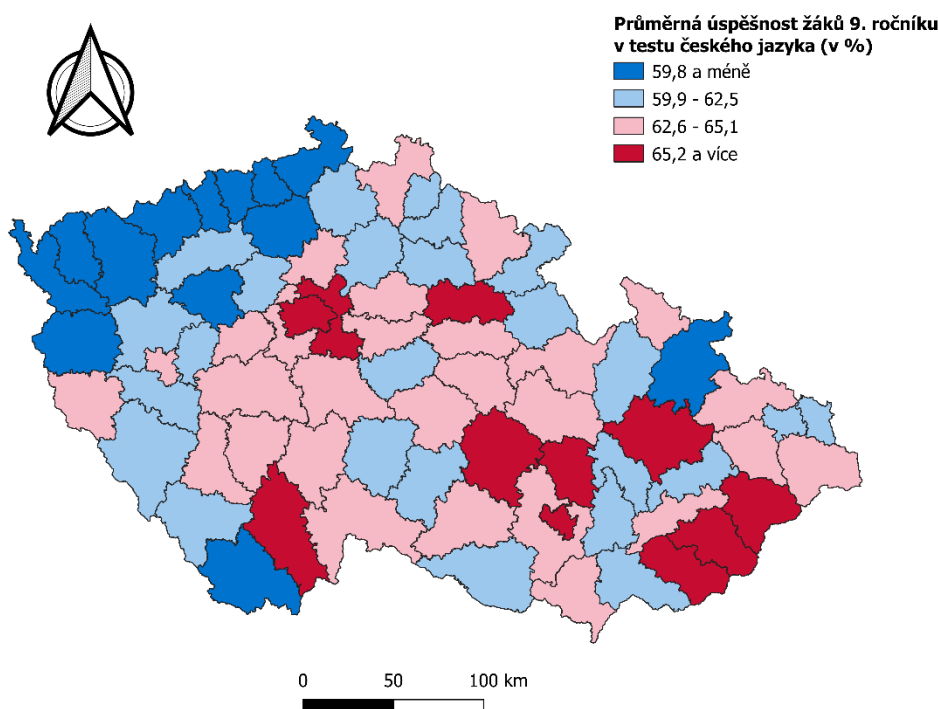 Průměrná úspěšnost žáků 9. ročníku
v testu českého jazyka (v %)
59,8 a méně
59,9 - 62,5
62,6 - 65,1
65,2 a více
0 50 100 km